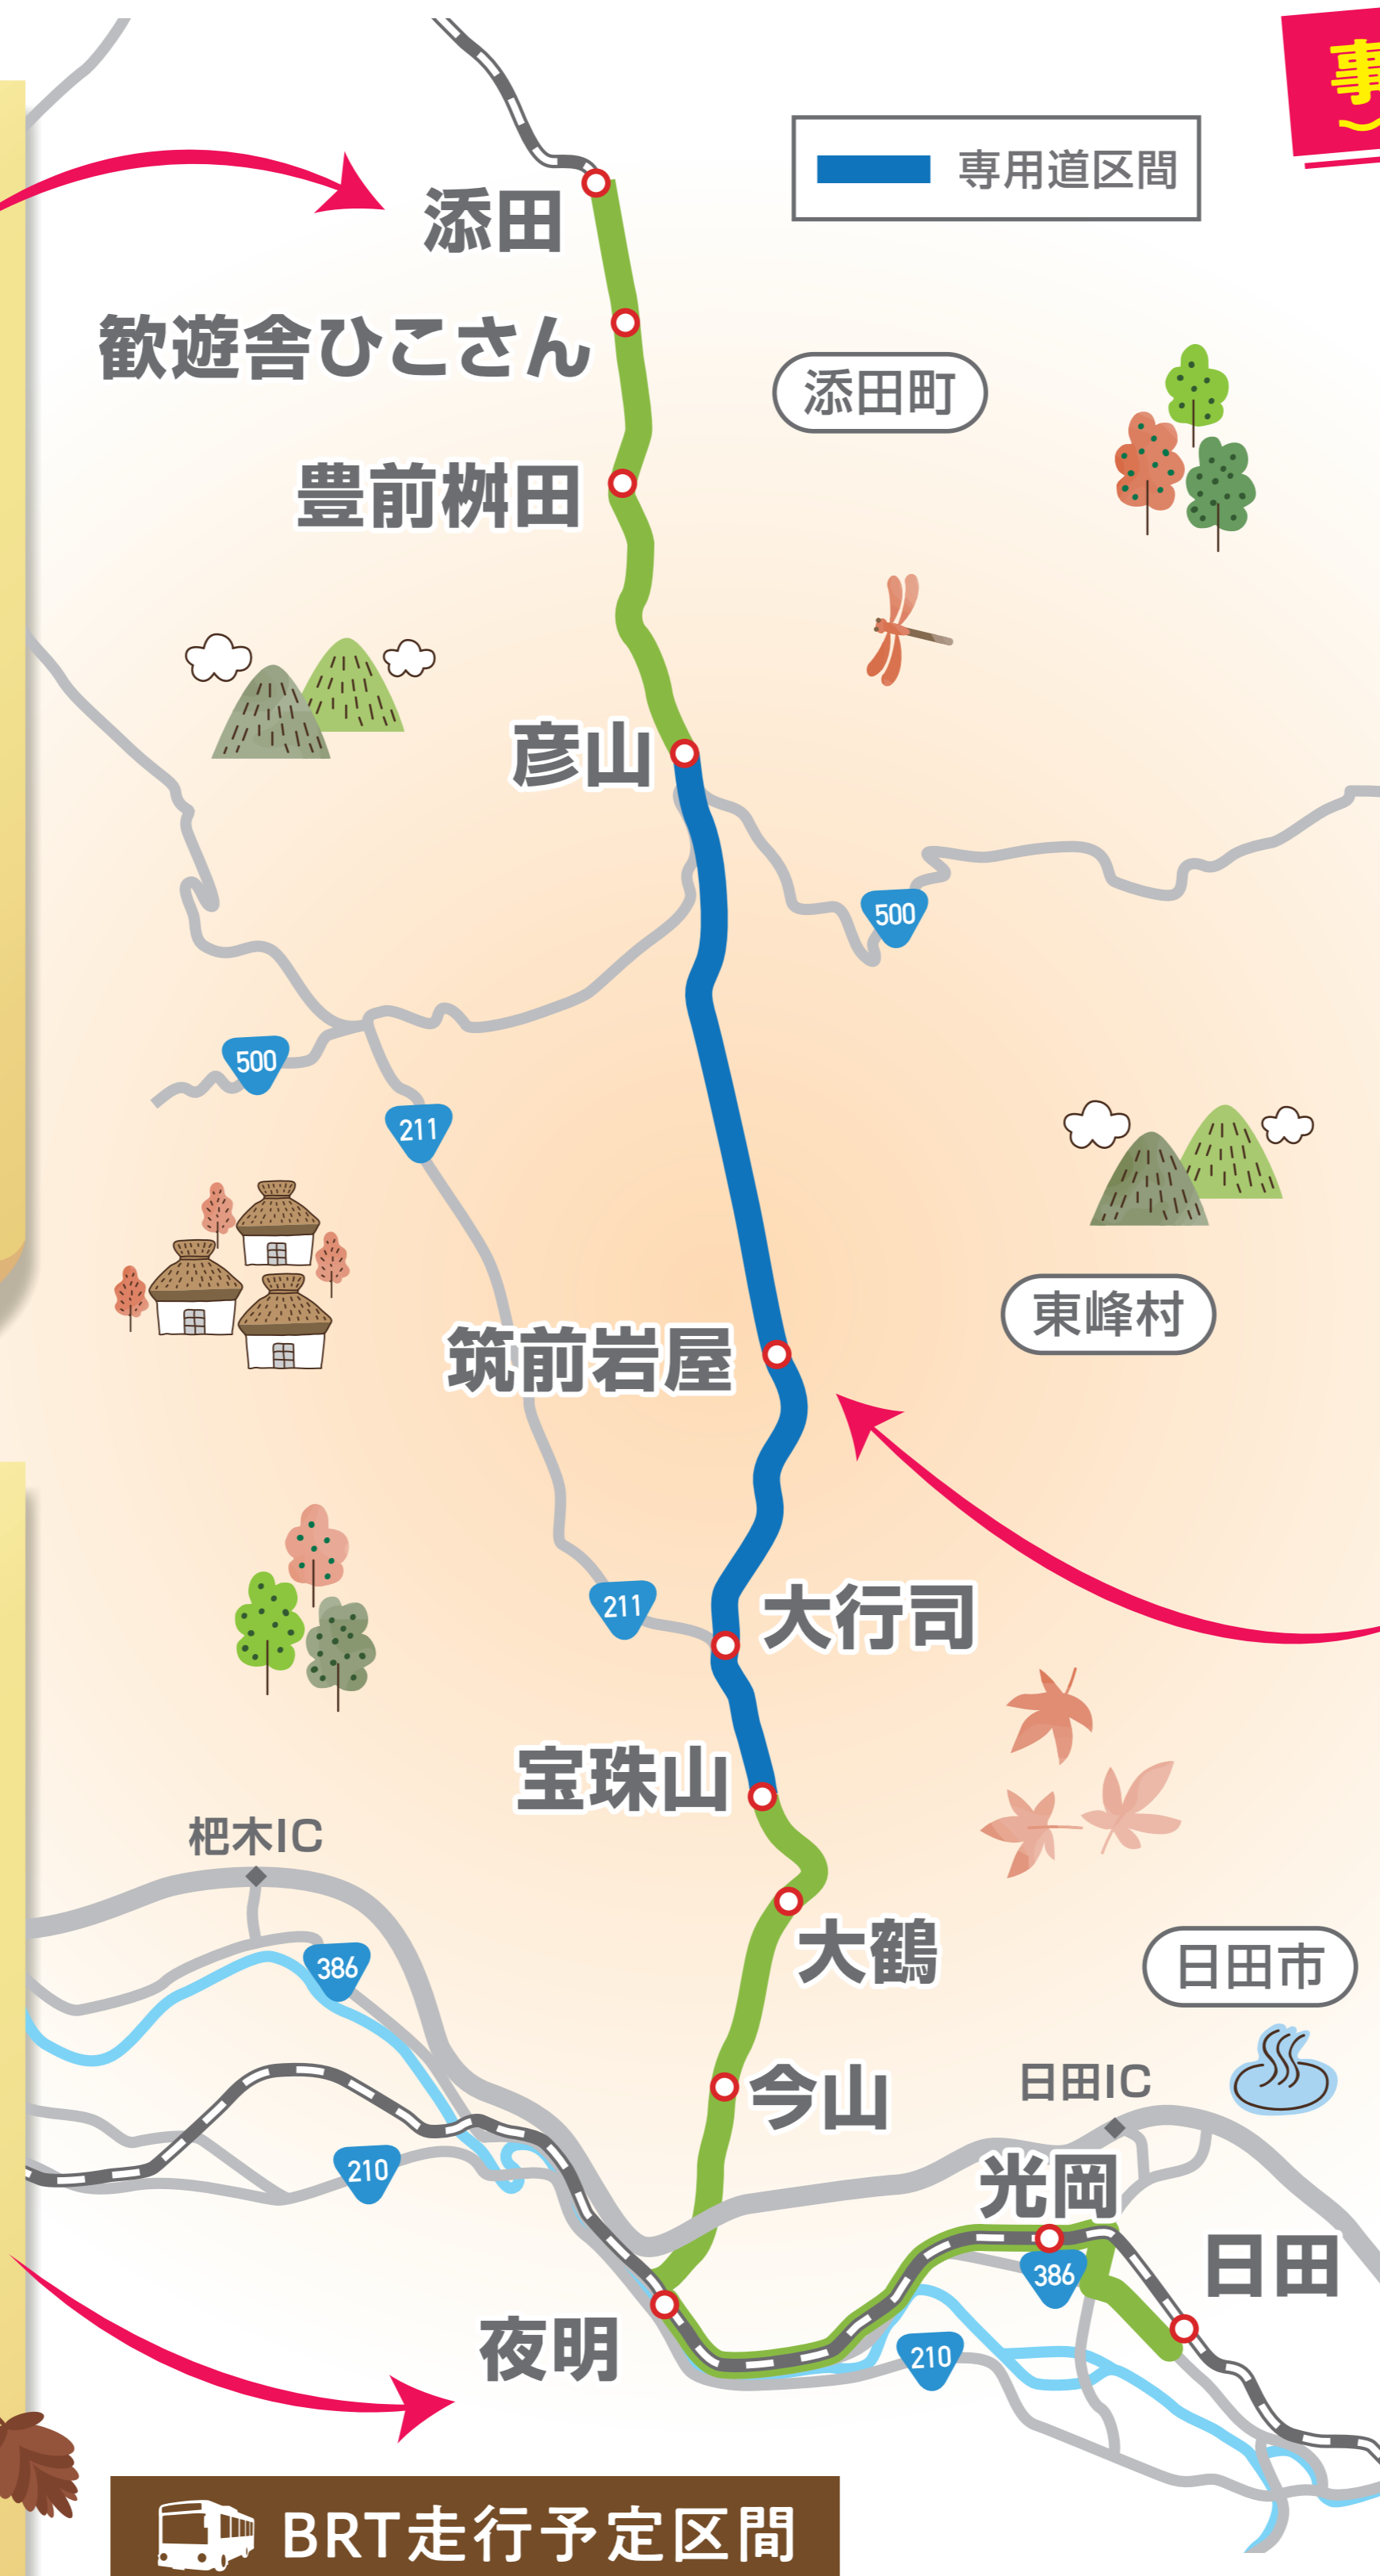 事
専用道区間
添田
歓遊舎ひこさん
添田町
豊前桝田
彦山
500
500
211
東峰村
筑前岩屋
211
大行司
宝珠山
杷木IC
大鶴
日田市
386
今山
日田IC
210
光岡
日田
386
夜明
210
BRT走行予定区間